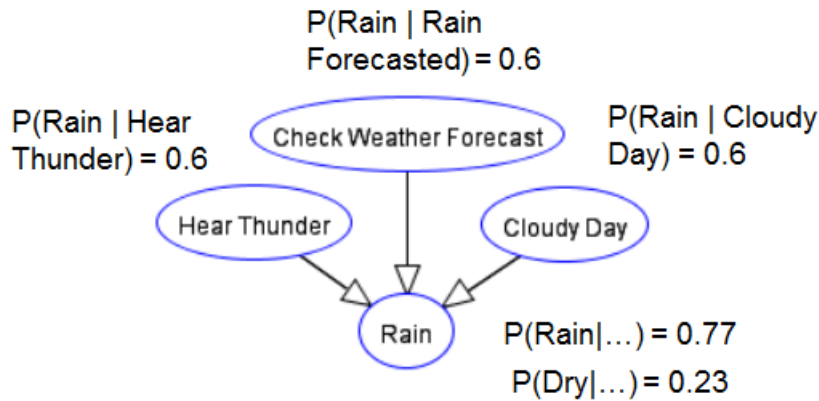 P(Rain | Rain
Forecasted) = 0.6
P(Rain | Hear
Thunder) = 0.6
Check Weather Forecast
P(Rain | Cloudy
Day) = 0.6
Hear Thunder
Cloudy Day
Rain
P(Rain|...) = 0.77
P(Dry|...) = 0.23